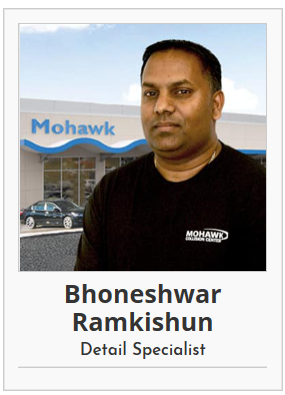 Mohawk
MOHAWK
COLLISION CENTER
Bhoneshwar
Ramkishun
Detail Specialist